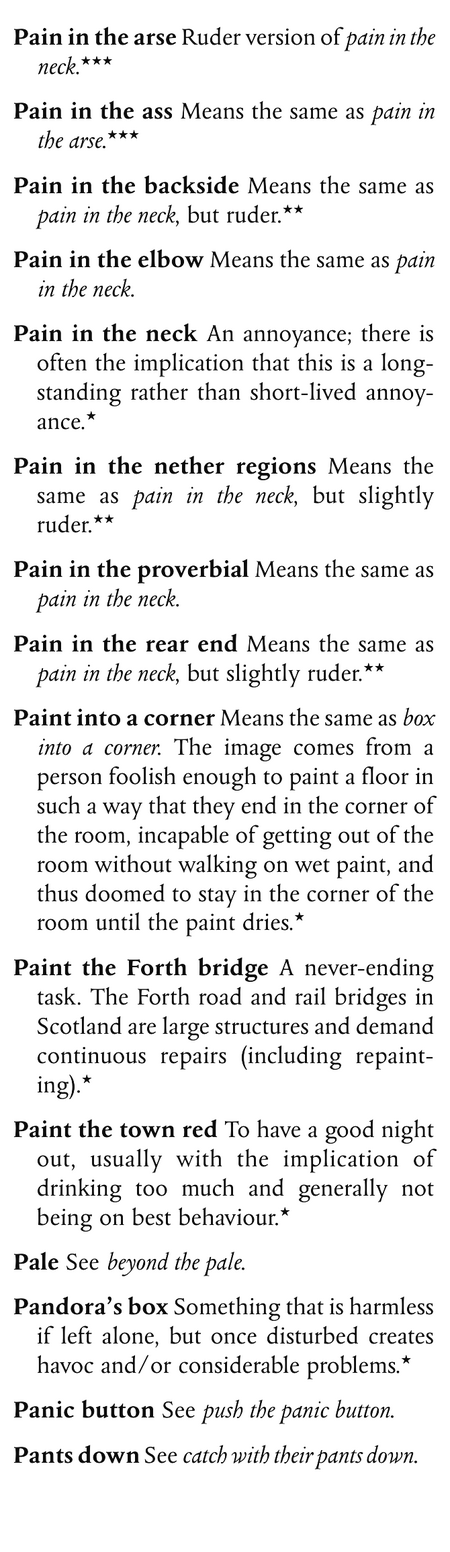 Pain in the arse Ruder version of pain in the
neck.★★★
Pain in the ass Means the same as pain in
the arse.★★★
Pain in the backside Means the same as
pain in the neck, but ruder.★★
Pain in the elbow Means the same as pain
in the neck.
Pain in the neck An annoyance; there is
often the implication that this is a long-
standing rather than short-lived annoy-
ance.★
Pain in the nether regions Means the
same as pain in the neck, but slightly
ruder.★★
Pain in the proverbial Means the same as
pain in the neck.
Pain in the rear end Means the same as
pain in the neck, but slightly ruder.★★
Paint into a corner Means the same as box
into a corner. The image comes from a
person foolish enough to paint a floor in
such a way that they end in the corner of
the room, incapable of getting out of the
room without walking on wet paint, and
thus doomed to stay in the corner of the
room until the paint dries.★
Paint the Forth bridge A never-ending
task. The Forth road and rail bridges in
Scotland are large structures and demand
continuous repairs (including repaint-
ing).★
Paint the town red To have a good night
out, usually with the implication of
drinking too much and generally not
being on best behaviour.★
Pale See beyond the pale.
Pandora's box Something that is harmless
if left alone, but once disturbed creates
havoc and/or considerable problems.★
Panic button See push the panic button.
Pants down See catch with their pants down.